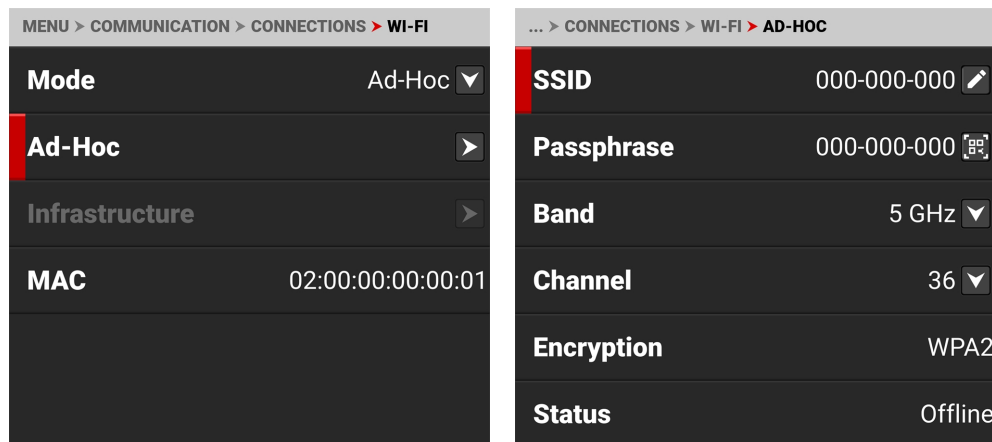 MENU > COMMUNICATION > CONNECTIONS > WI-FI
Mode Ad-Hoc
Ad-Hoc
Infrastructure
MAC 02:00:00:00:00:01
... > CONNECTIONS > WI-FI > AD-HOC
SSID 000-000-000
Passphrase 000-000-000
Band 5 GHz
Channel 36
Encryption WPA2
Status Offline